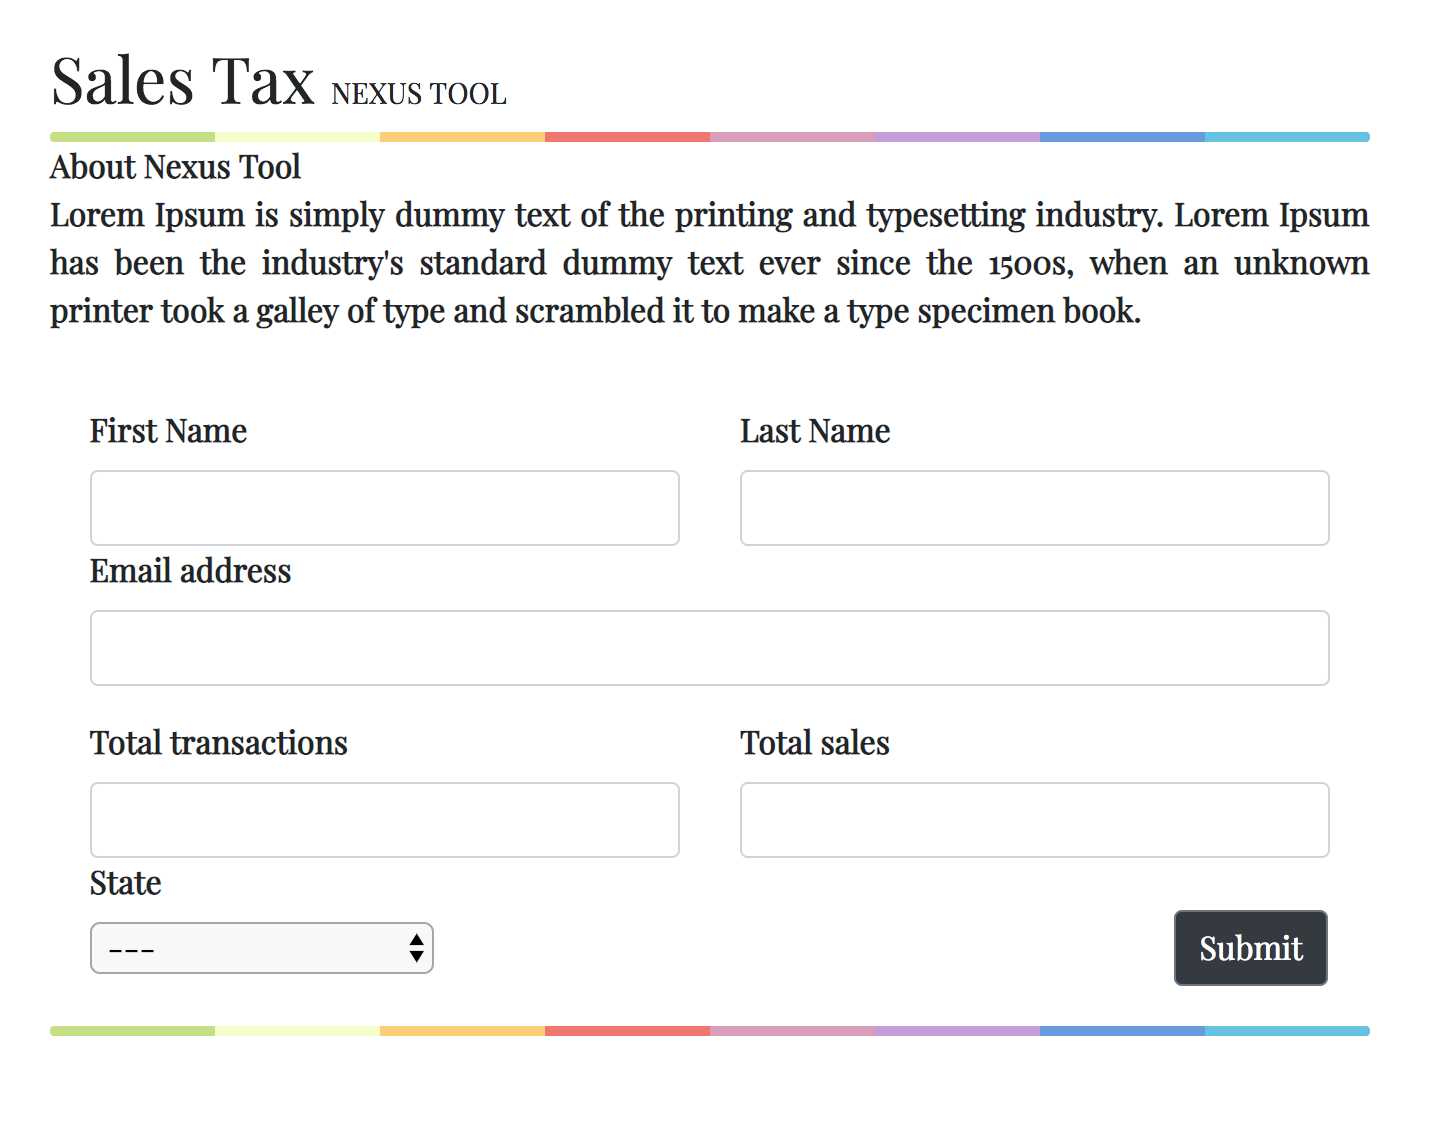 Sales Tax NEXUS TOOL
About Nexus Tool
Lorem Ipsum is simply dummy text of the printing and typesetting industry. Lorem Ipsum
has been the industry's standard dummy text ever since the 1500s, when an unknown
printer took a galley of type and scrambled it to make a type specimen book.
First Name Last Name
Email address
Total transactions Total sales
State
---
Submit